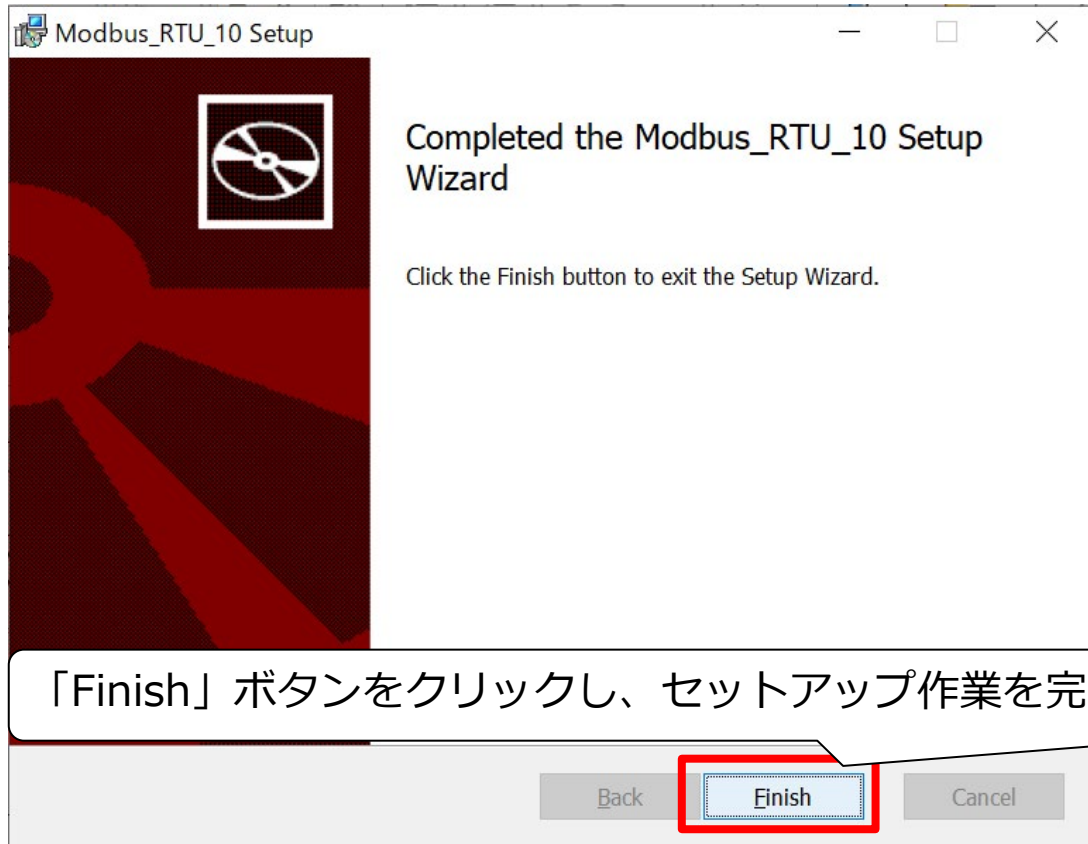 Modbus_RTU_10 Setup
Completed the Modbus_RTU_10 Setup
Wizard
Click the Finish button to exit the Setup Wizard.
「Finish」ボタンをクリックし、セットアップ作業を完
Back
Finish
Cancel